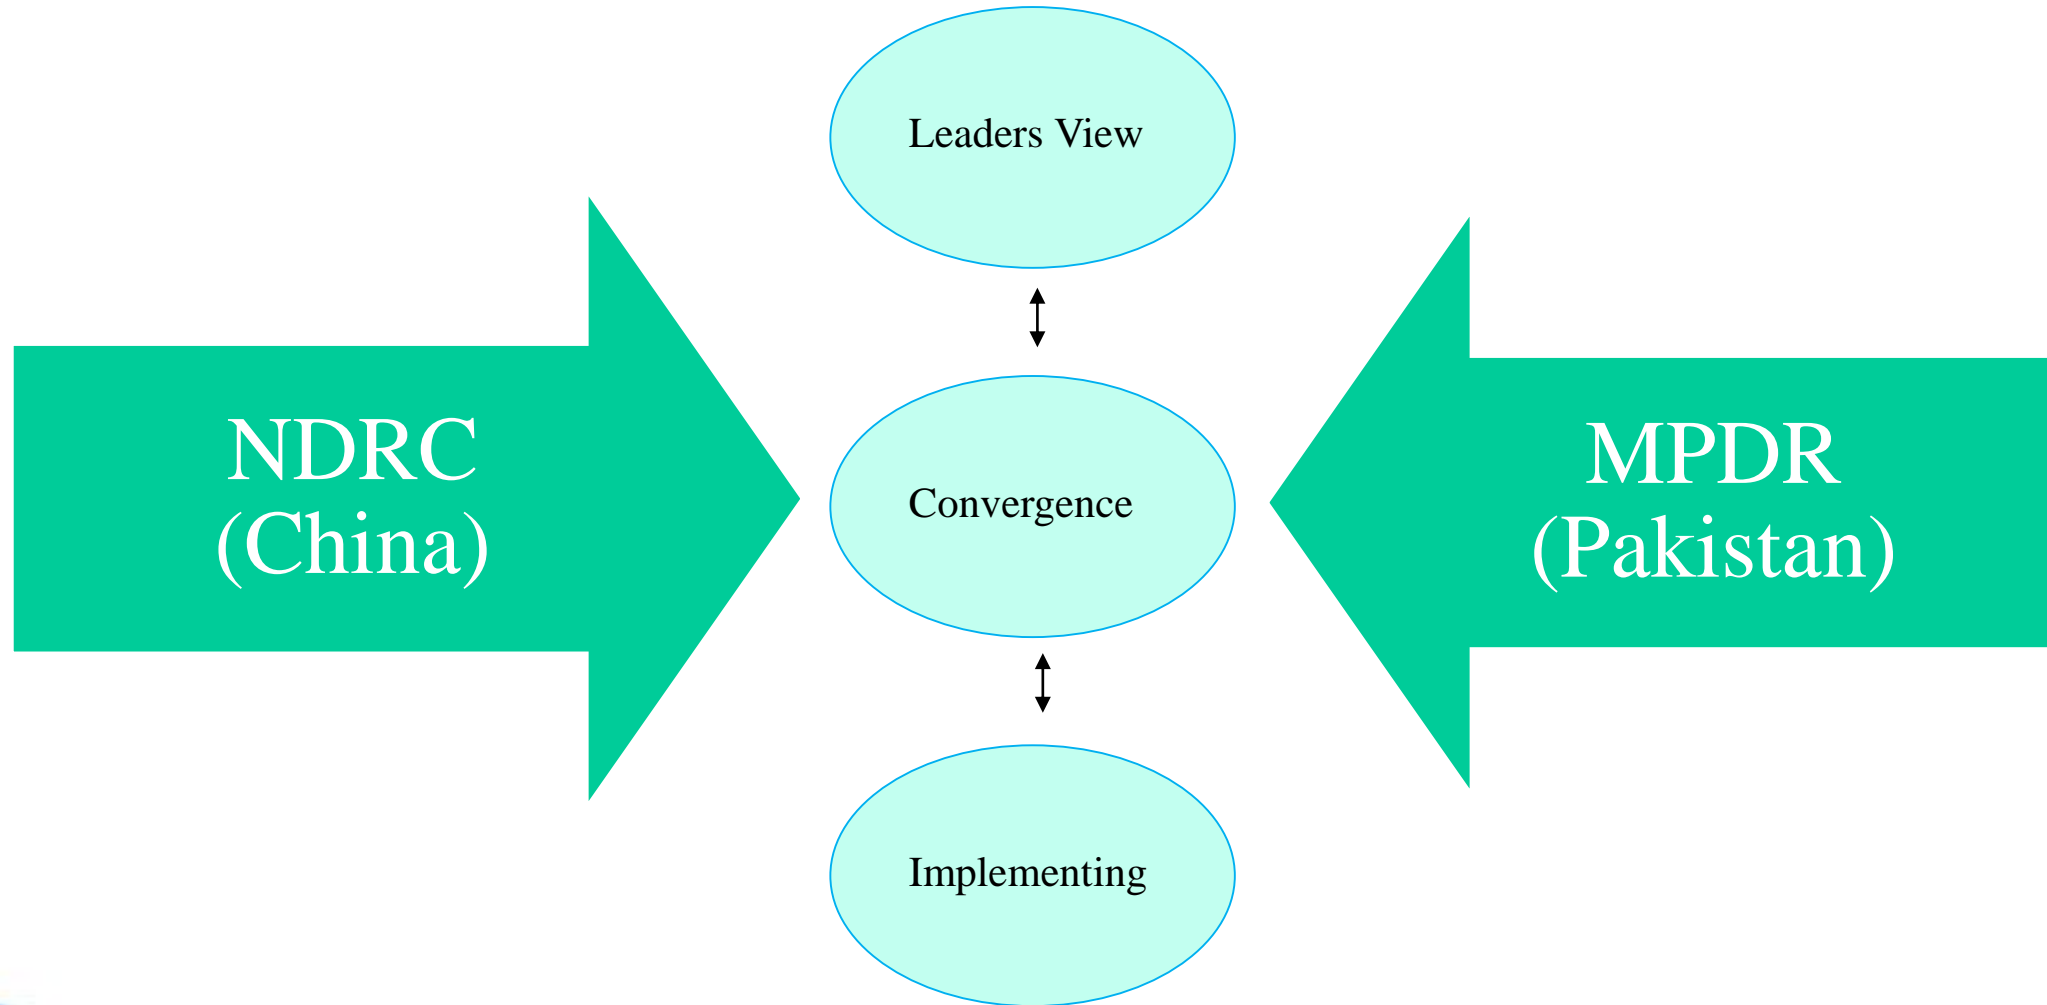 Leaders View
NDRC
(China)
Convergence
MPDR
(Pakistan)
Implementing